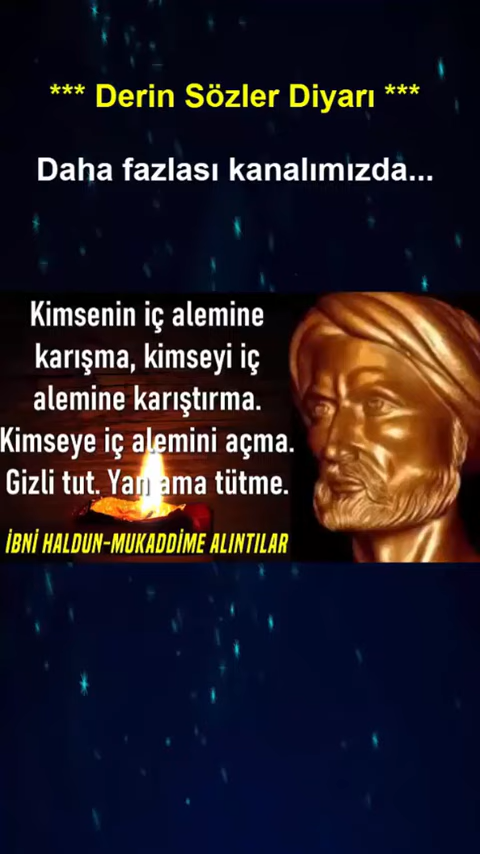 *** Derin Sözler Diyarı ***
Daha fazlası kanalımızda...
Kimsenin iç alemine
karışma, kimseyi iç
alemine karıştırma.
Kimseye iç alemini açma.
Gizli tut. Yan ama tütme.
İBNİ HALDUN-MUKADDİME ALINTILAR